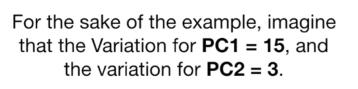 For the sake of the example, imagine
that the Variation for PC1 = 15, and
the variation for PC2 = 3.